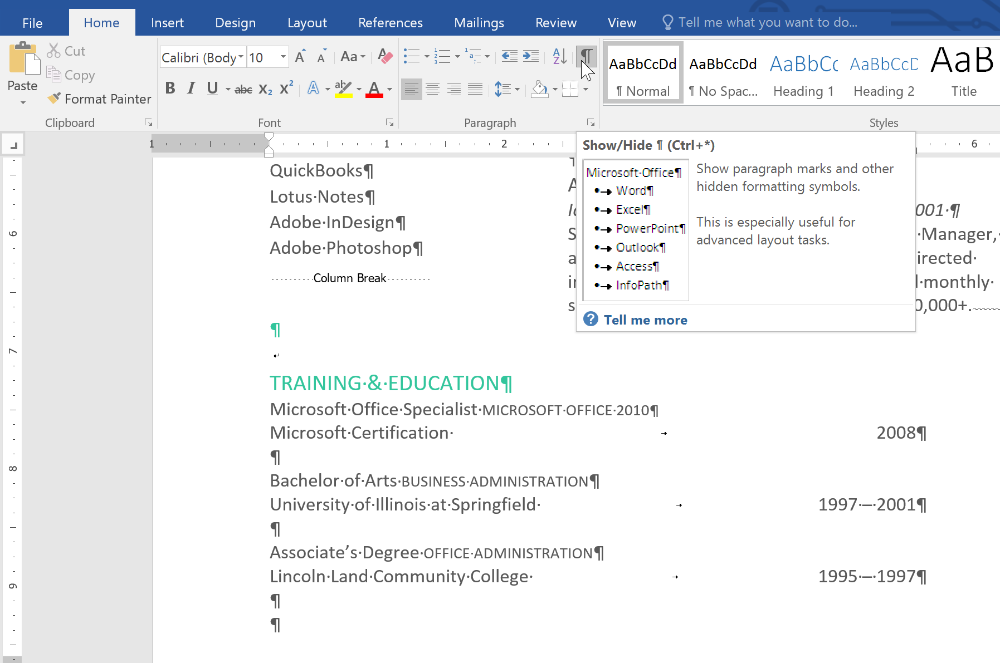 File Home Insert Design Layout References Mailings Review View Tell me what you want to do...
Paste
Cut
Copy
Format Painter
Clipboard
Calibri (Body 10
Aa
B I U abc X₂ X² A ab A
Font
Paragraph
AaBbCcDd AaBbCcDd AaBbCc AaBbCcD AaB
¶ Normal ¶ No Spac... Heading 1 Heading 2 Title
Styles
1 1 2 6
Show/Hide ¶ (Ctrl+*)
Microsoft·Office¶
Word¶
Excel¶
PowerPoint¶
Outlook¶
Access¶
InfoPath¶
Show paragraph marks and other
hidden formatting symbols.
This is especially useful for
advanced layout tasks.
Tell me more
6
7
8
9
QuickBooks¶
Lotus·Notes¶
Adobe·InDesign¶
Adobe·Photoshop¶
Column Break
001·¶
·Manager,·
irected·
l·monthly·
0,000+.
¶
↵
TRAINING·&·EDUCATION¶
Microsoft·Office·Specialist·MICROSOFT·OFFICE·2010¶
Microsoft·Certification· → 2008¶
¶
Bachelor·of·Arts·BUSINESS·ADMINISTRATION¶
University·of·Illinois·at·Springfield· → 1997·–·2001¶
¶
Associate’s·Degree·OFFICE·ADMINISTRATION¶
Lincoln·Land·Community·College· → 1995·–·1997¶
¶
¶